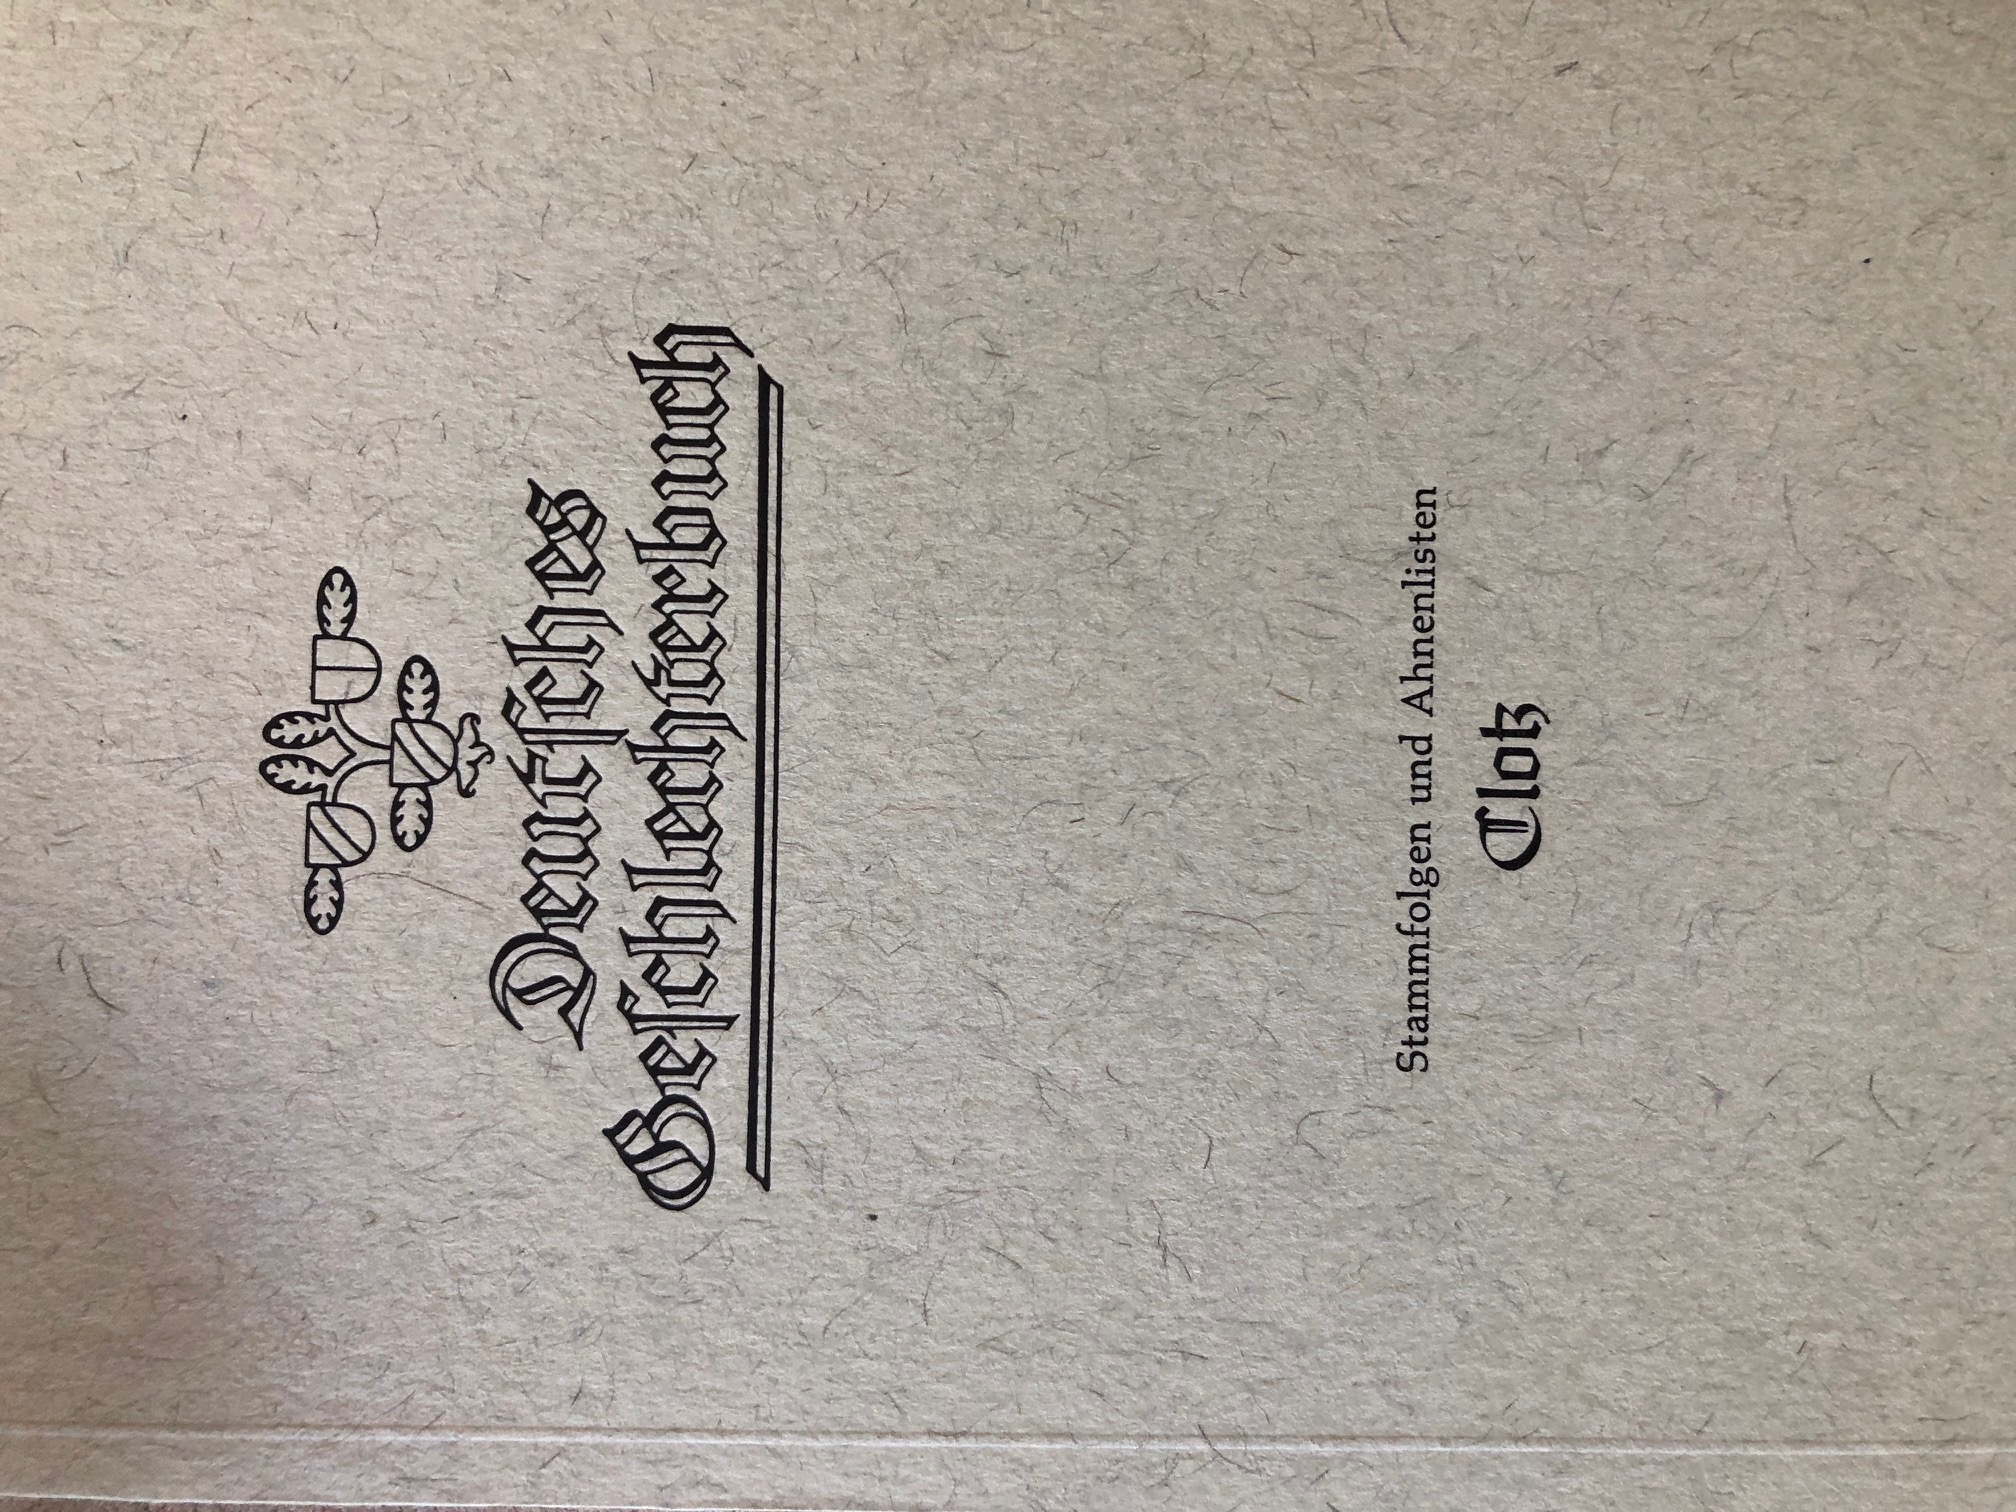 Deutſches
Geſchlechterbuch
Stammfolgen und Ahnenlisten
Clotz